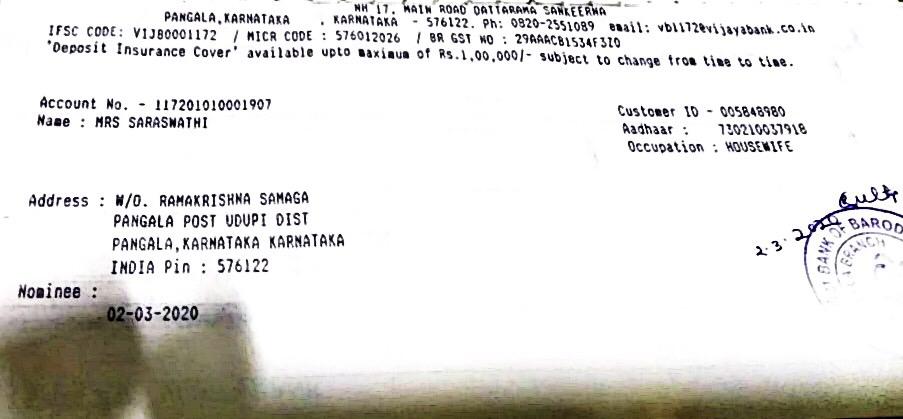 NH 17, MAIN ROAD DATTARAMA SANKEERNA
PANGALA,KARNATAKA , KARNATAKA - 576122. Ph: 0820-2551089 email: vb1172@vijayabank.co.in
IFSC CODE: VIJB0001172 / MICR CODE : 576012026 / BR GST NO : 29AAACB1534F3Z0
'Deposit Insurance Cover' available upto maximum of Rs.1,00,000/- subject to change from time to time.
Account No. - 117201010001907
Name : MRS SARASWATHI
Customer ID - 005848980
Aadhaar : 730210037918
Occupation : HOUSEWIFE
Address : W/O. RAMAKRISHNA SAMAGA
PANGALA POST UDUPI DIST
PANGALA,KARNATAKA KARNATAKA
INDIA Pin : 576122
Nominee :
02-03-2020
2.3.2020
BANK OF BAROD
BRANCH